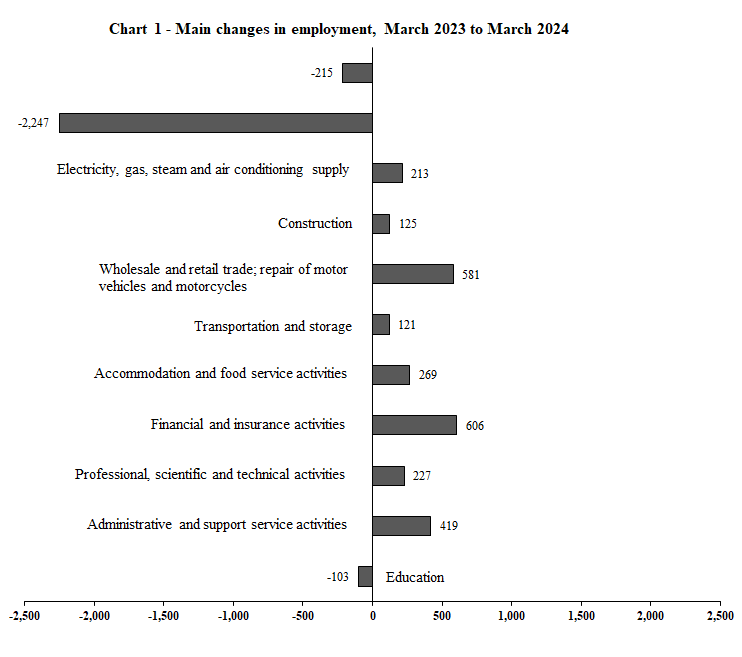 Chart 1 - Main changes in employment, March 2023 to March 2024
-215
-2,247
Electricity, gas, steam and air conditioning supply 213
Construction 125
Wholesale and retail trade; repair of motor
vehicles and motorcycles
581
Transportation and storage 121
Accommodation and food service activities 269
Financial and insurance activities 606
Professional, scientific and technical activities 227
Administrative and support service activities 419
-103 Education
-2,500 -2,000 -1,500 -1,000 -500 0 500 1,000 1,500 2,000 2,500